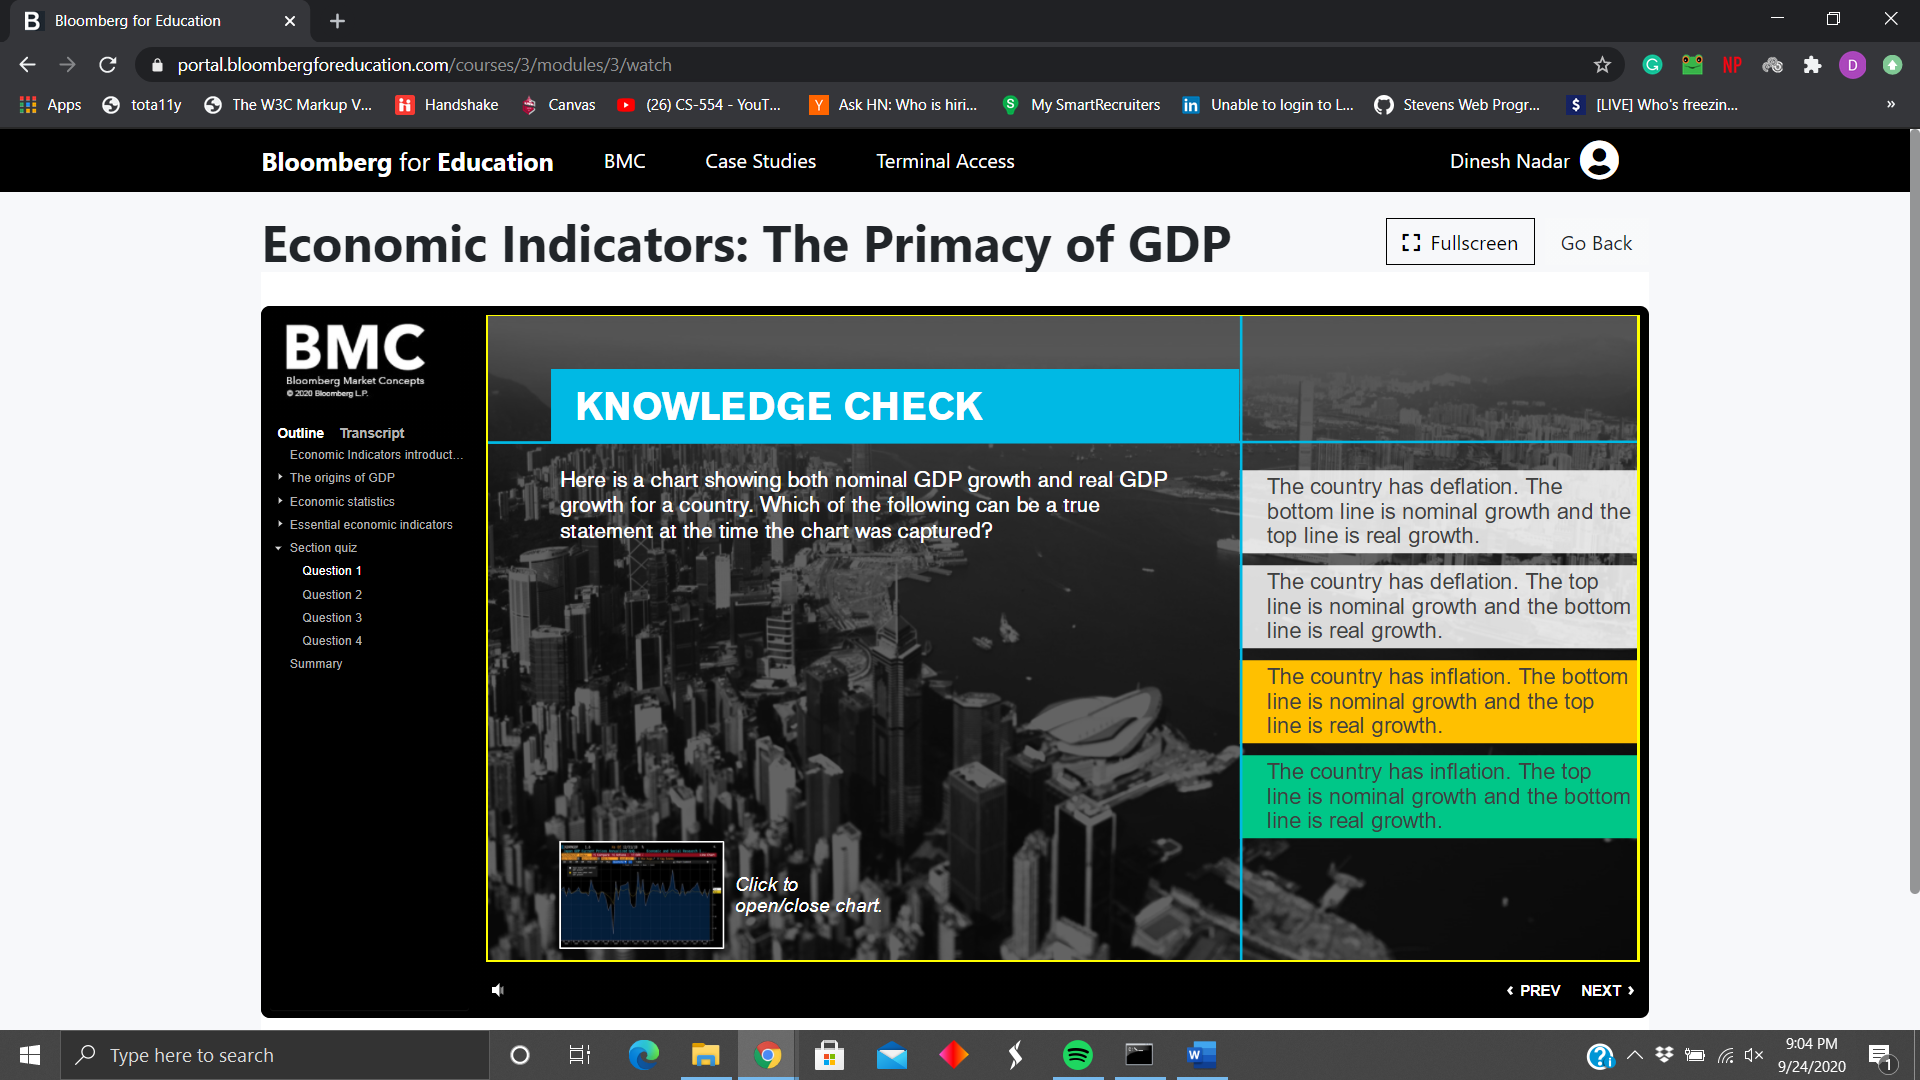 Bloomberg for Education
portal.bloombergforeducation.com/courses/3/modules/3/watch
NP
D
Apps
tota11y
The W3C Markup V...
Handshake
Canvas
(26) CS-554 - YouT...
Ask HN: Who is hiri...
My SmartRecruiters
Unable to login to L...
Stevens Web Progr...
[LIVE] Who's freezin...
»
Bloomberg for Education
BMC
Case Studies
Terminal Access
Dinesh Nadar
Economic Indicators: The Primacy of GDP
Fullscreen
Go Back
BMC
Bloomberg Market Concepts
© 2020 Bloomberg L.P.
Outline
Transcript
Economic Indicators introduct...
The origins of GDP
Economic statistics
Essential economic indicators
Section quiz
Question 1
Question 2
Question 3
Question 4
Summary
KNOWLEDGE CHECK
Here is a chart showing both nominal GDP growth and real GDP
growth for a country. Which of the following can be a true
statement at the time the chart was captured?
Click to
open/close chart.
The country has deflation. The
bottom line is nominal growth and the
top line is real growth.
The country has deflation. The top
line is nominal growth and the bottom
line is real growth.
The country has inflation. The bottom
line is nominal growth and the top
line is real growth.
The country has inflation. The top
line is nominal growth and the bottom
line is real growth.
PREV
NEXT
Type here to search
9:04 PM
9/24/2020
1